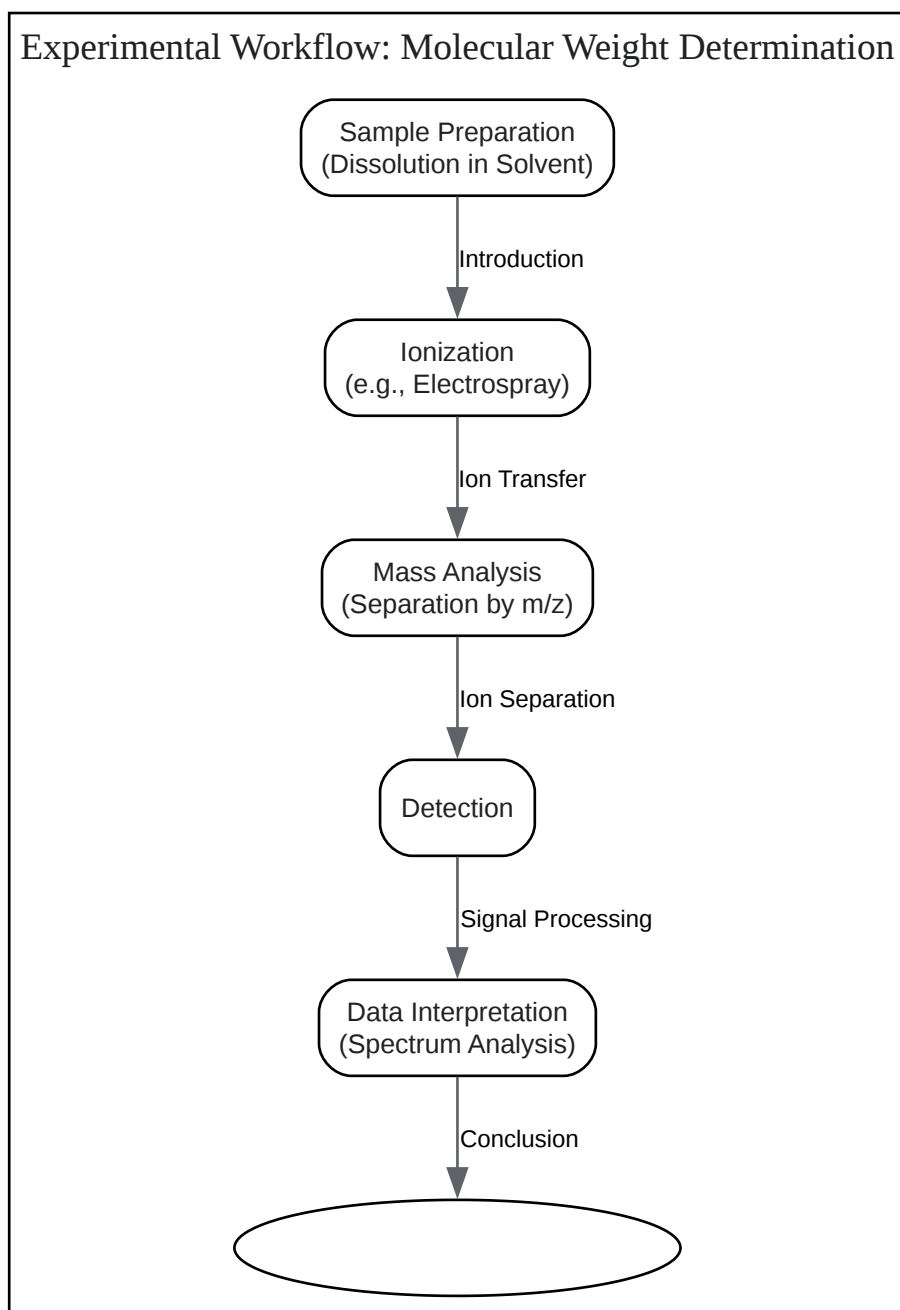 Experimental Workflow: Molecular Weight Determination
Sample Preparation
(Dissolution in Solvent)
Introduction
Ionization
(e.g., Electrospray)
Ion Transfer
Mass Analysis
(Separation by m/z)
Ion Separation
Detection
Signal Processing
Data Interpretation
(Spectrum Analysis)
Conclusion